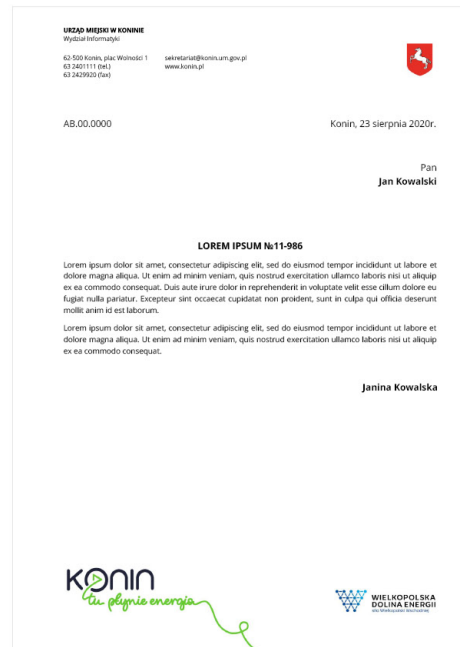 URZĄD MIEJSKI W KONINIE
Wydział Informatyki
62-500 Konin, plac Wolności 1
63 2401111 (tel.)
63 2429920 (fax)
sekretariat@konin.um.gov.pl
www.konin.pl
AB.00.0000
Konin, 23 sierpnia 2020r.
Pan
Jan Kowalski
LOREM IPSUM №11-986
Lorem ipsum dolor sit amet, consectetur adipiscing elit, sed do eiusmod tempor incididunt ut labore et
dolore magna aliqua. Ut enim ad minim veniam, quis nostrud exercitation ullamco laboris nisi ut aliquip
ex ea commodo consequat. Duis aute irure dolor in reprehenderit in voluptate velit esse cillum dolore eu
fugiat nulla pariatur. Excepteur sint occaecat cupidatat non proident, sunt in culpa qui officia deserunt
mollit anim id est laborum.
Lorem ipsum dolor sit amet, consectetur adipiscing elit, sed do eiusmod tempor incididunt ut labore et
dolore magna aliqua. Ut enim ad minim veniam, quis nostrud exercitation ullamco laboris nisi ut aliquip
ex ea commodo consequat.
Janina Kowalska
KONIN
tu płynie energia
WIELKOPOLSKA
DOLINA ENERGII
dla Wielkopolski Wschodniej